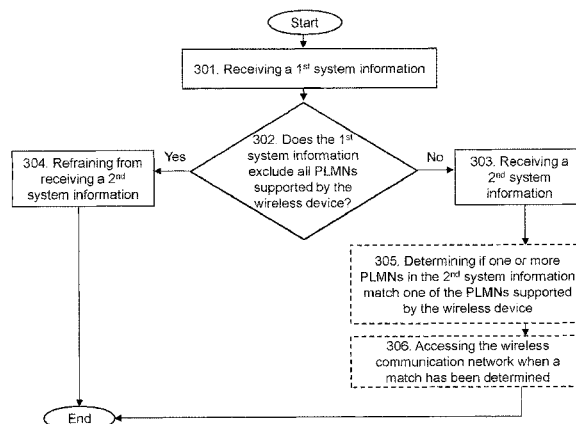 Start
301. Receiving a 1st system information
302. Does the 1st
system information
exclude all PLMNs
supported by the
wireless device?
Yes
No
304. Refraining from
receiving a 2nd
system information
303. Receiving a
2nd system
information
305. Determining if one or more
PLMNs in the 2nd system information
match one of the PLMNs supported
by the wireless device
306. Accessing the wireless
communication network when a
match has been determined
End